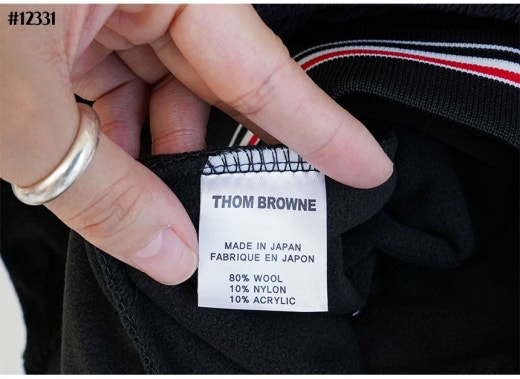 #12331
THOM BROWNE
MADE IN JAPAN
FABRIQUE EN JAPON
80% WOOL
10% NYLON
10% ACRYLIC